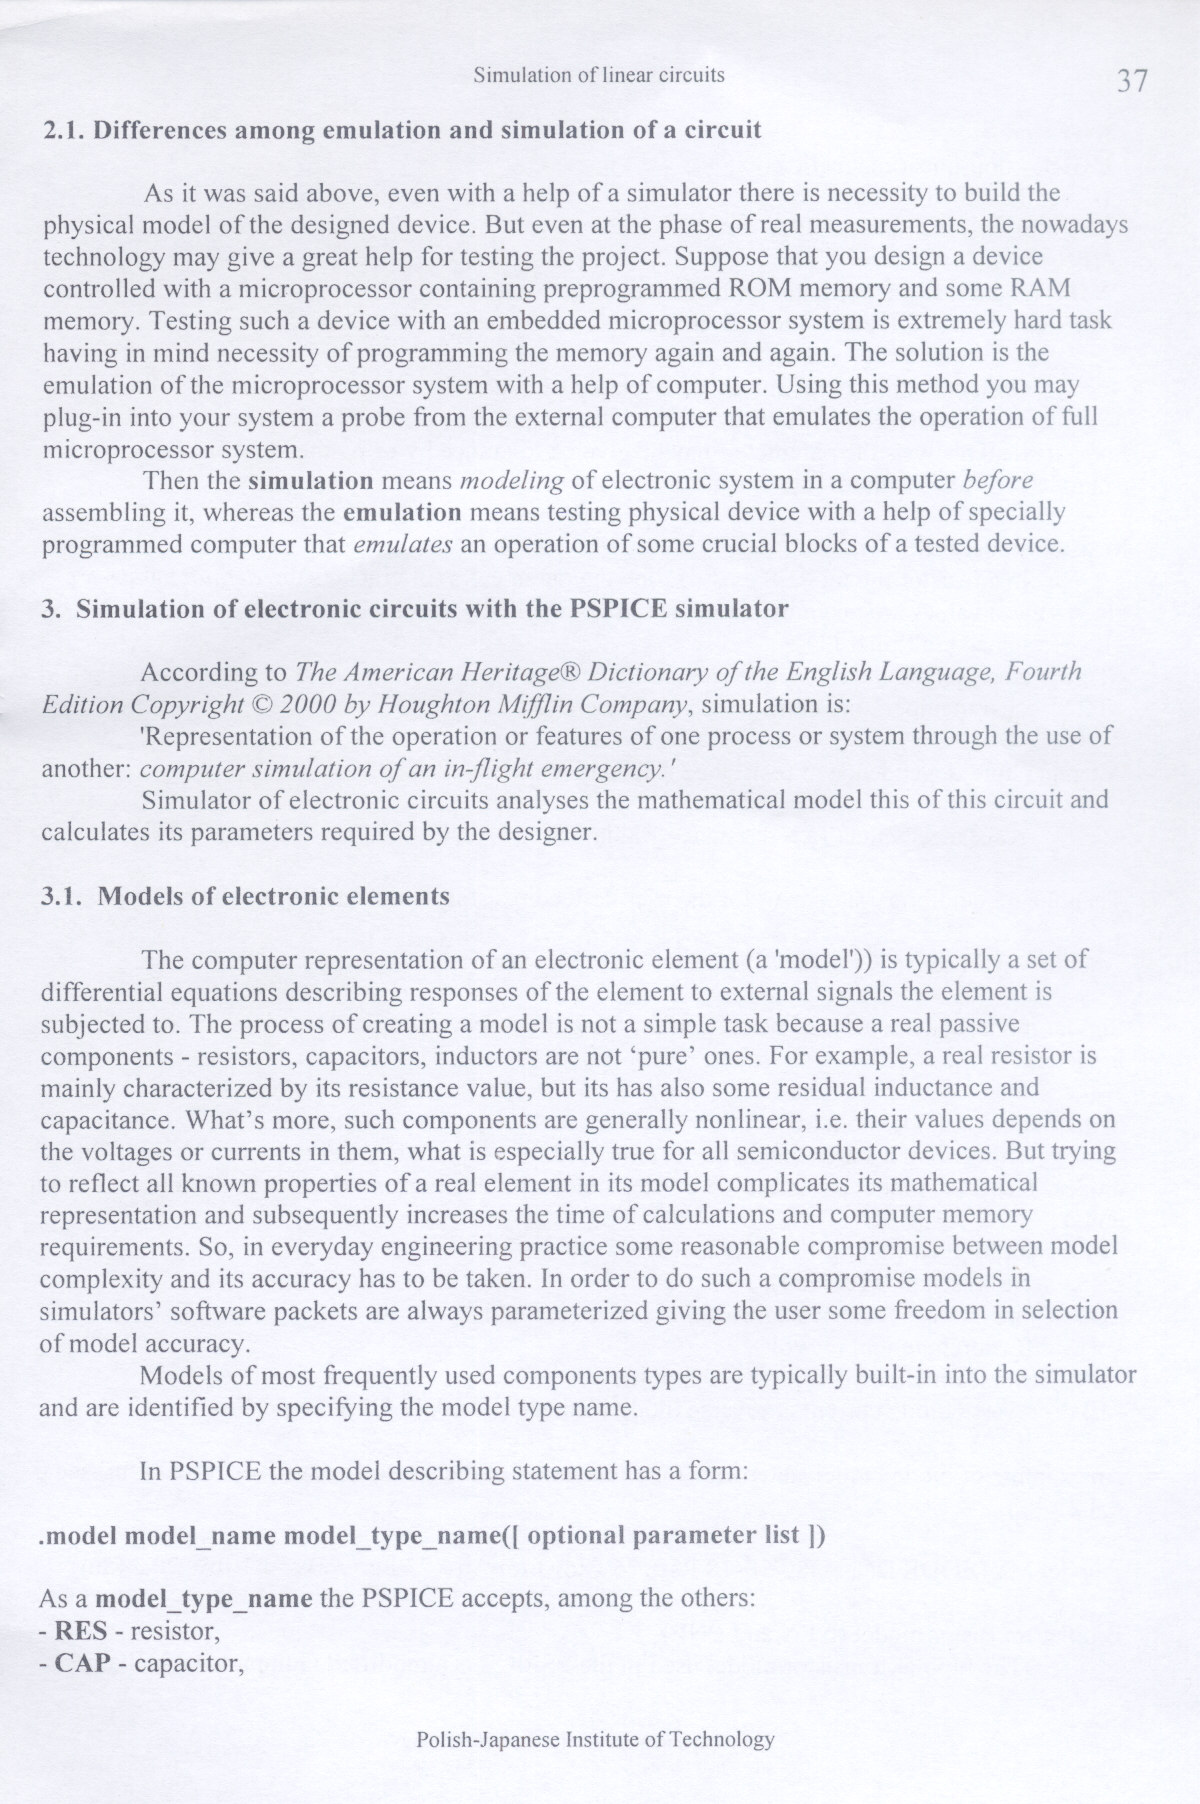 Simulation of linear circuits
37
2.1. Differences among emulation and simulation of a circuit
As it was said above, even with a help of a simulator there is necessity to build the
physical model of the designed device. But even at the phase of real measurements, the nowadays
technology may give a great help for testing the project. Suppose that you design a device
controlled with a microprocessor containing preprogrammed ROM memory and some RAM
memory. Testing such a device with an embedded microprocessor system is extremely hard task
having in mind necessity of programming the memory again and again. The solution is the
emulation of the microprocessor system with a help of computer. Using this method you may
plug-in into your system a probe from the external computer that emulates the operation of full
microprocessor system.
Then the simulation means modeling of electronic system in a computer before
assembling it, whereas the emulation means testing physical device with a help of specially
programmed computer that emulates an operation of some crucial blocks of a tested device.
3. Simulation of electronic circuits with the PSPICE simulator
According to The American Heritage® Dictionary of the English Language, Fourth
Edition Copyright © 2000 by Houghton Mifflin Company, simulation is:
'Representation of the operation or features of one process or system through the use of
another: computer simulation of an in-flight emergency.'
Simulator of electronic circuits analyses the mathematical model this of this circuit and
calculates its parameters required by the designer.
3.1. Models of electronic elements
The computer representation of an electronic element (a 'model')) is typically a set of
differential equations describing responses of the element to external signals the element is
subjected to. The process of creating a model is not a simple task because a real passive
components - resistors, capacitors, inductors are not ‘pure’ ones. For example, a real resistor is
mainly characterized by its resistance value, but its has also some residual inductance and
capacitance. What’s more, such components are generally nonlinear, i.e. their values depends on
the voltages or currents in them, what is especially true for all semiconductor devices. But trying
to reflect all known properties of a real element in its model complicates its mathematical
representation and subsequently increases the time of calculations and computer memory
requirements. So, in everyday engineering practice some reasonable compromise between model
complexity and its accuracy has to be taken. In order to do such a compromise models in
simulators’ software packets are always parameterized giving the user some freedom in selection
of model accuracy.
Models of most frequently used components types are typically built-in into the simulator
and are identified by specifying the model type name.
In PSPICE the model describing statement has a form:
.model model_name model_type_name([ optional parameter list ])
As a model_type_name the PSPICE accepts, among the others:
- RES - resistor,
- CAP - capacitor,
Polish-Japanese Institute of Technology